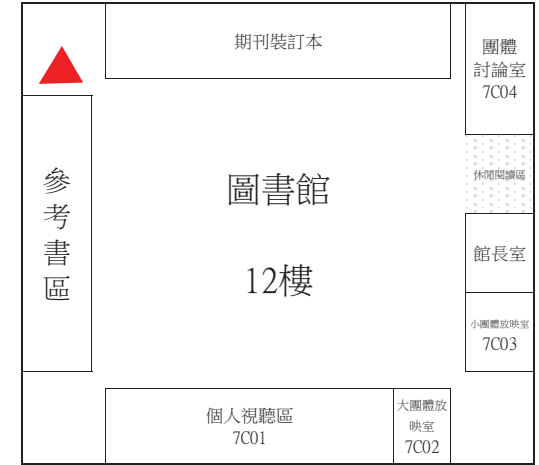 期刊裝訂本
團體
討論室
7C04
休閒閱讀區
參
考
書
區
圖書館
12樓
館長室
小團體放映室
7C03
個人視聽區
7C01
大團體放
映室
7C02